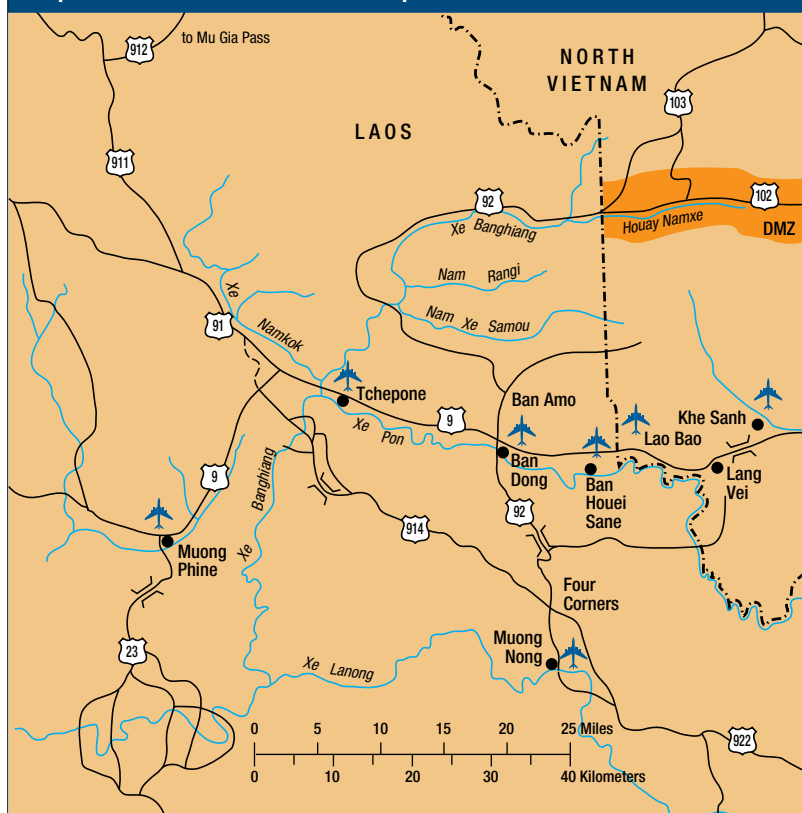 912
to Mu Gia Pass
NORTH
VIETNAM
103
LAOS
911
92
102
Xe Banghiang
Houay Namxe
DMZ
Nam Rangi
Xe Namkok
91
Nam Xe Samou
Tchepone
Ban Amo
9
Khe Sanh
Xe Pon
Lao Bao
Ban
Dong
Ban
Houei
Sane
Lang
Vei
9
Xe Banghiang
92
914
Muong
Phine
Four
Corners
23
Muong
Nong
Xe Lanong
0 5 10 15 20 25 Miles
922
0 10 20 30 40 Kilometers